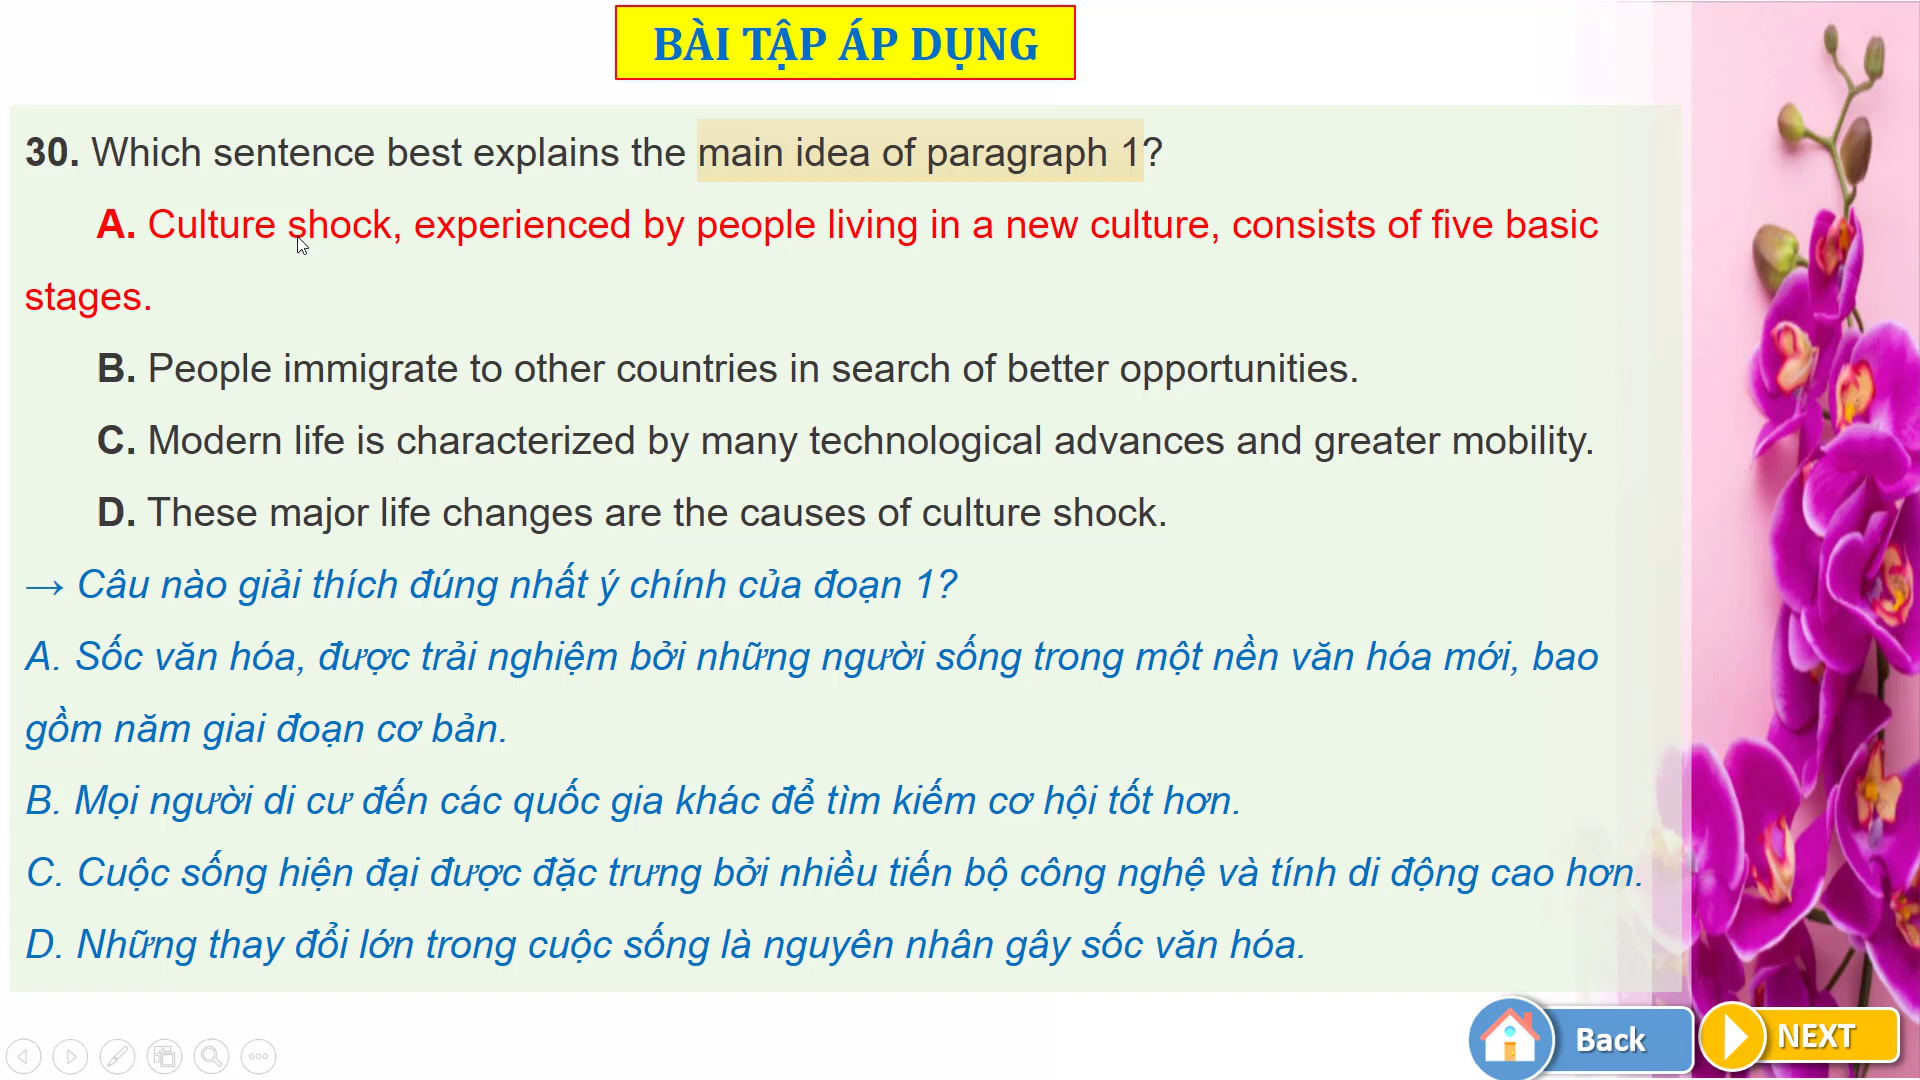 BÀI TẬP ÁP DỤNG
30. Which sentence best explains the main idea of paragraph 1?
A. Culture shock, experienced by people living in a new culture, consists of five basic
stages.
B. People immigrate to other countries in search of better opportunities.
C. Modern life is characterized by many technological advances and greater mobility.
D. These major life changes are the causes of culture shock.
→ Câu nào giải thích đúng nhất ý chính của đoạn 1?
A. Sốc văn hóa, được trải nghiệm bởi những người sống trong một nền văn hóa mới, bao
gồm năm giai đoạn cơ bản.
B. Mọi người di cư đến các quốc gia khác để tìm kiếm cơ hội tốt hơn.
C. Cuộc sống hiện đại được đặc trưng bởi nhiều tiến bộ công nghệ và tính di động cao hơn.
D. Những thay đổi lớn trong cuộc sống là nguyên nhân gây sốc văn hóa.
Back
NEXT